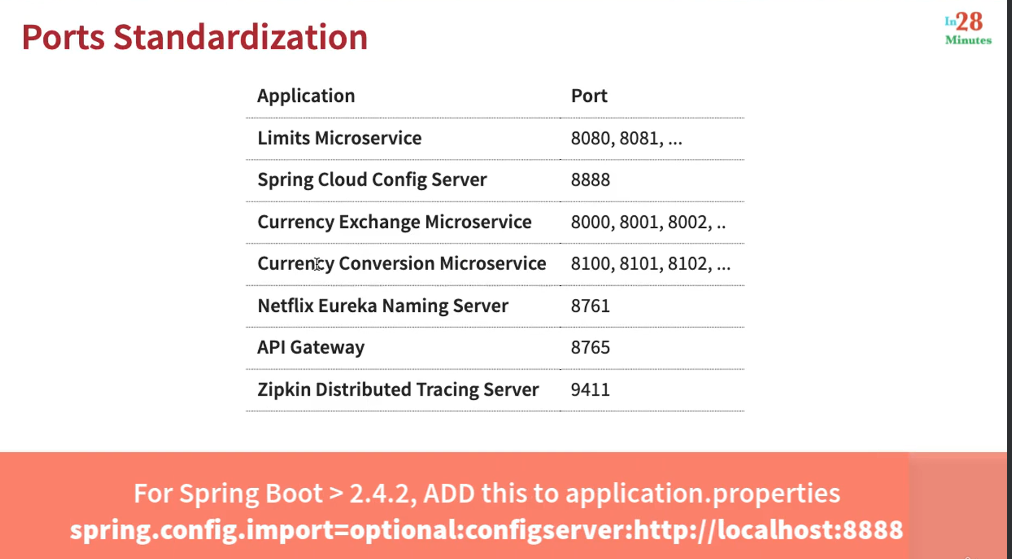 Ports Standardization
In28
Minutes
Application Port
Limits Microservice 8080, 8081, ...
Spring Cloud Config Server 8888
Currency Exchange Microservice 8000, 8001, 8002, ..
Currency Conversion Microservice 8100, 8101, 8102, ...
Netflix Eureka Naming Server 8761
API Gateway 8765
Zipkin Distributed Tracing Server 9411
For Spring Boot > 2.4.2, ADD this to application.properties
spring.config.import=optional:configserver:http://localhost:8888